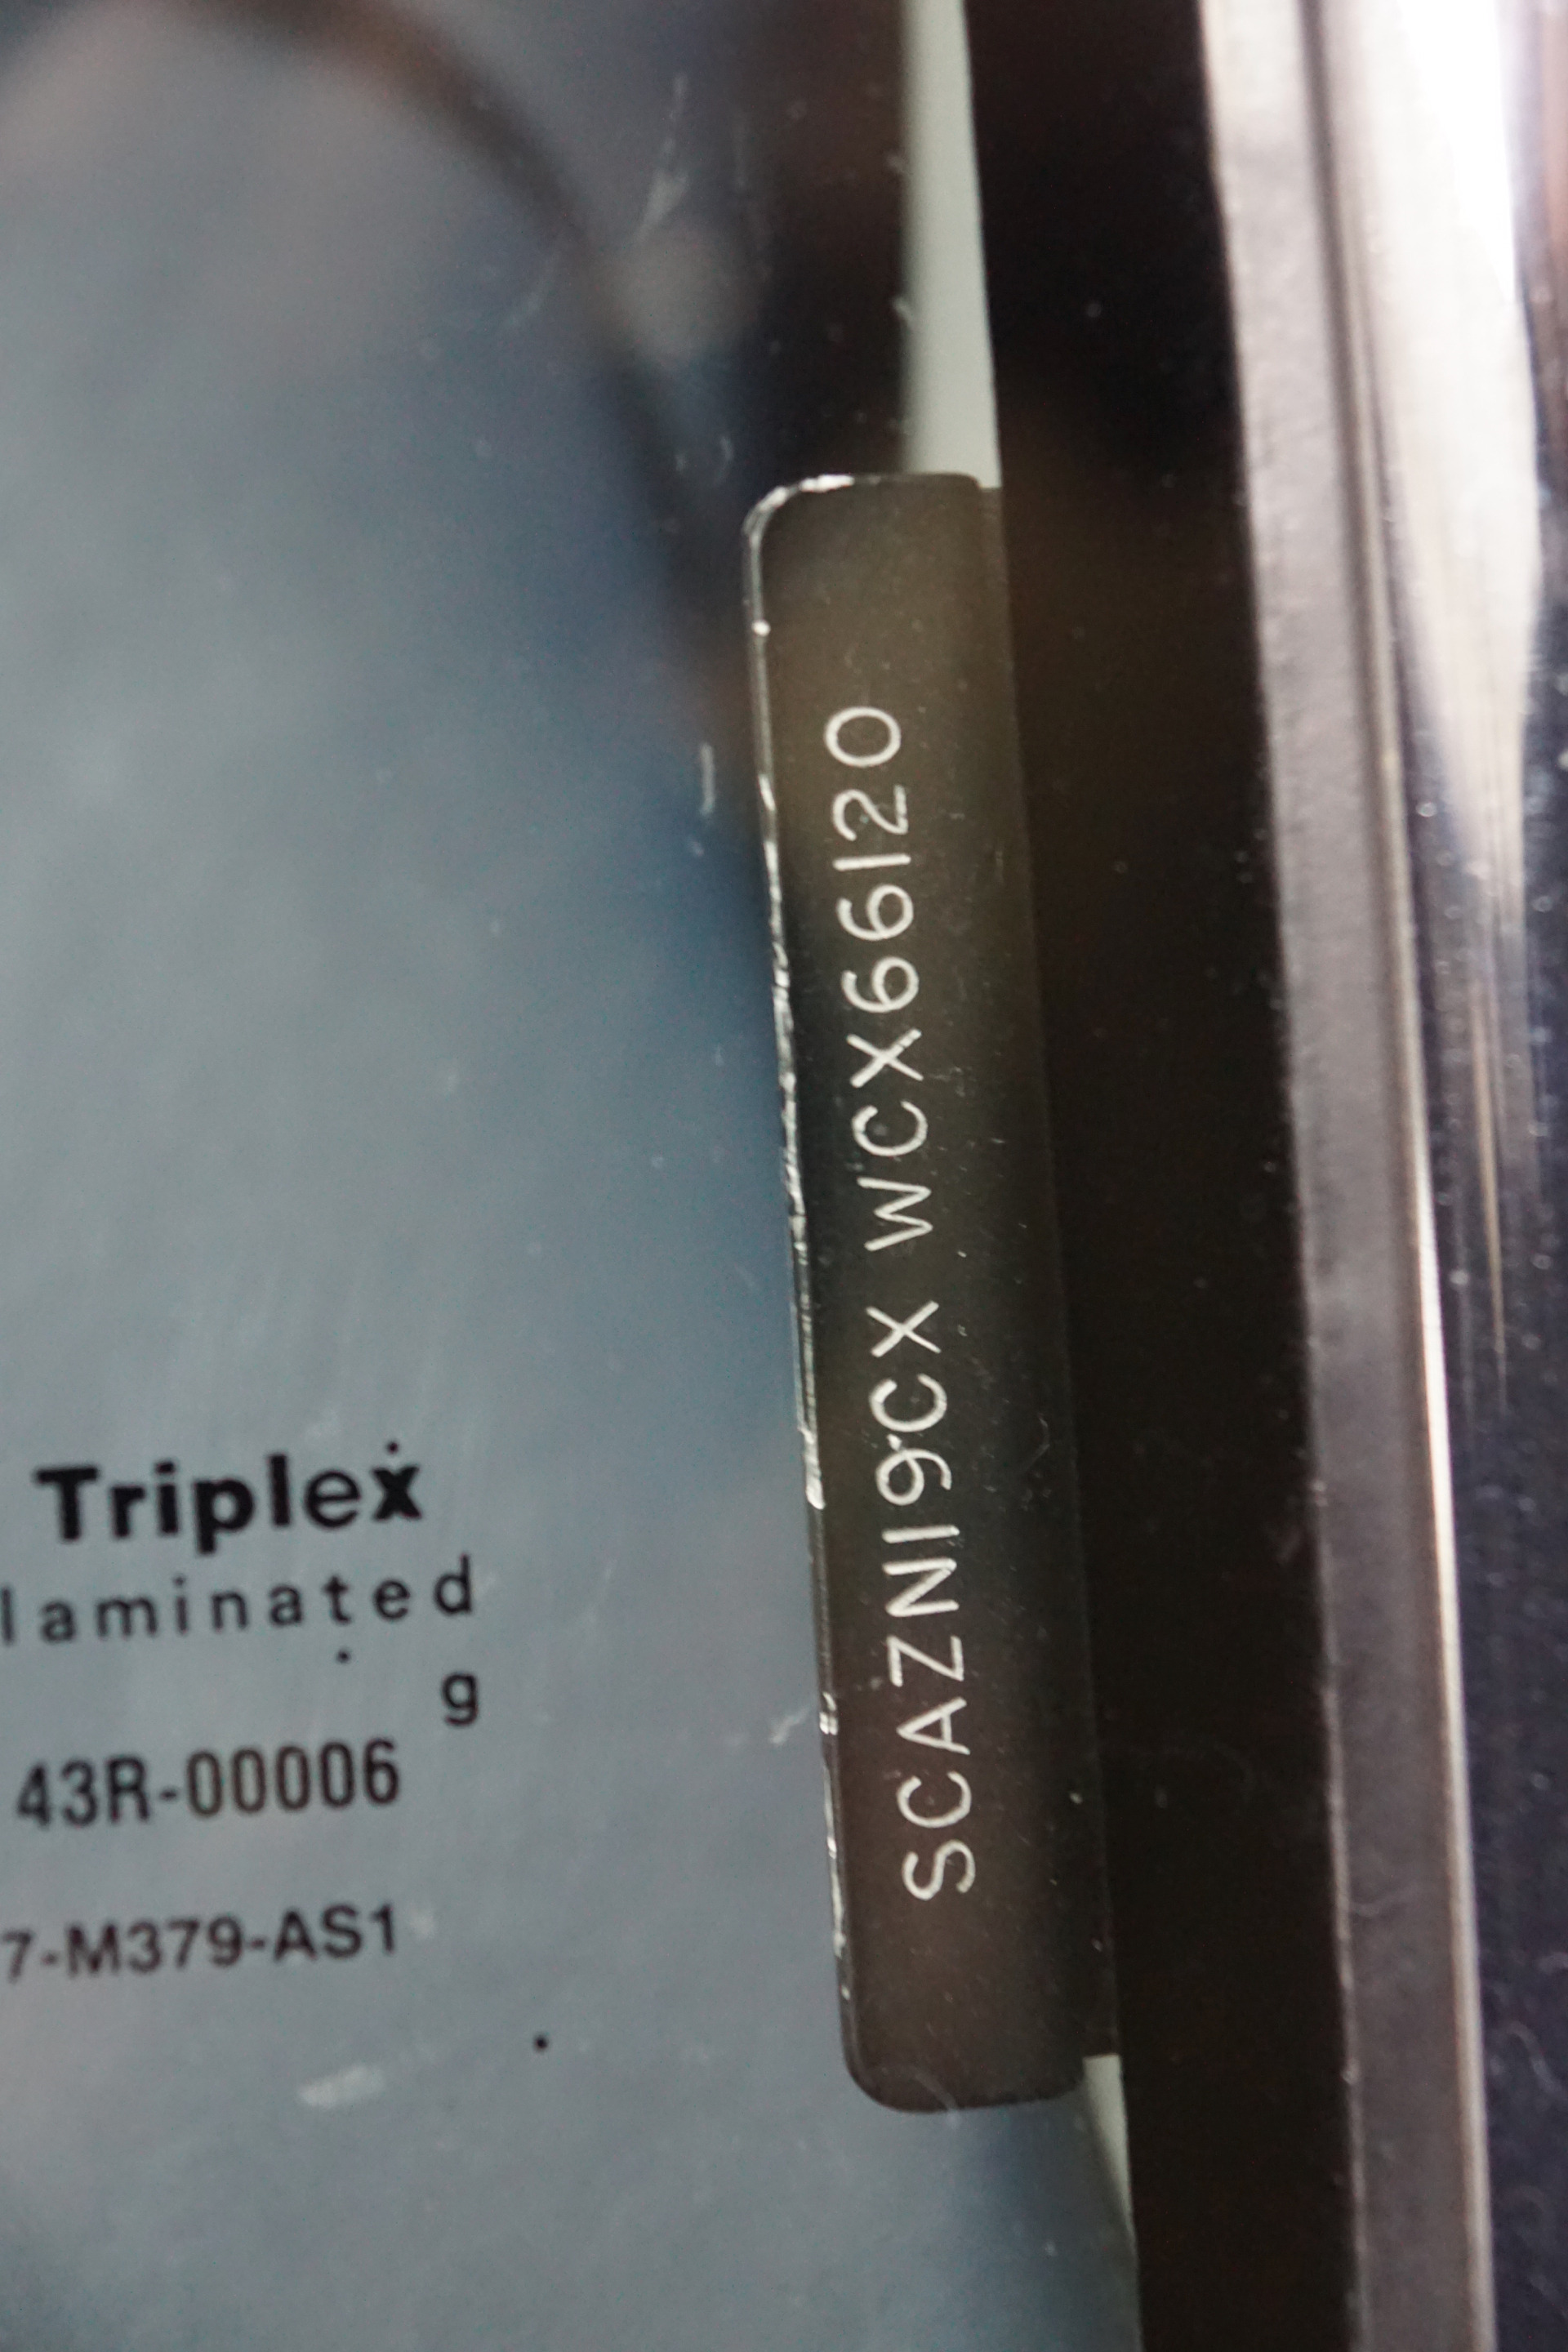 SCAZN19CX WCX66120
Triplex
laminated
g
43R-00006
7-M379-AS1